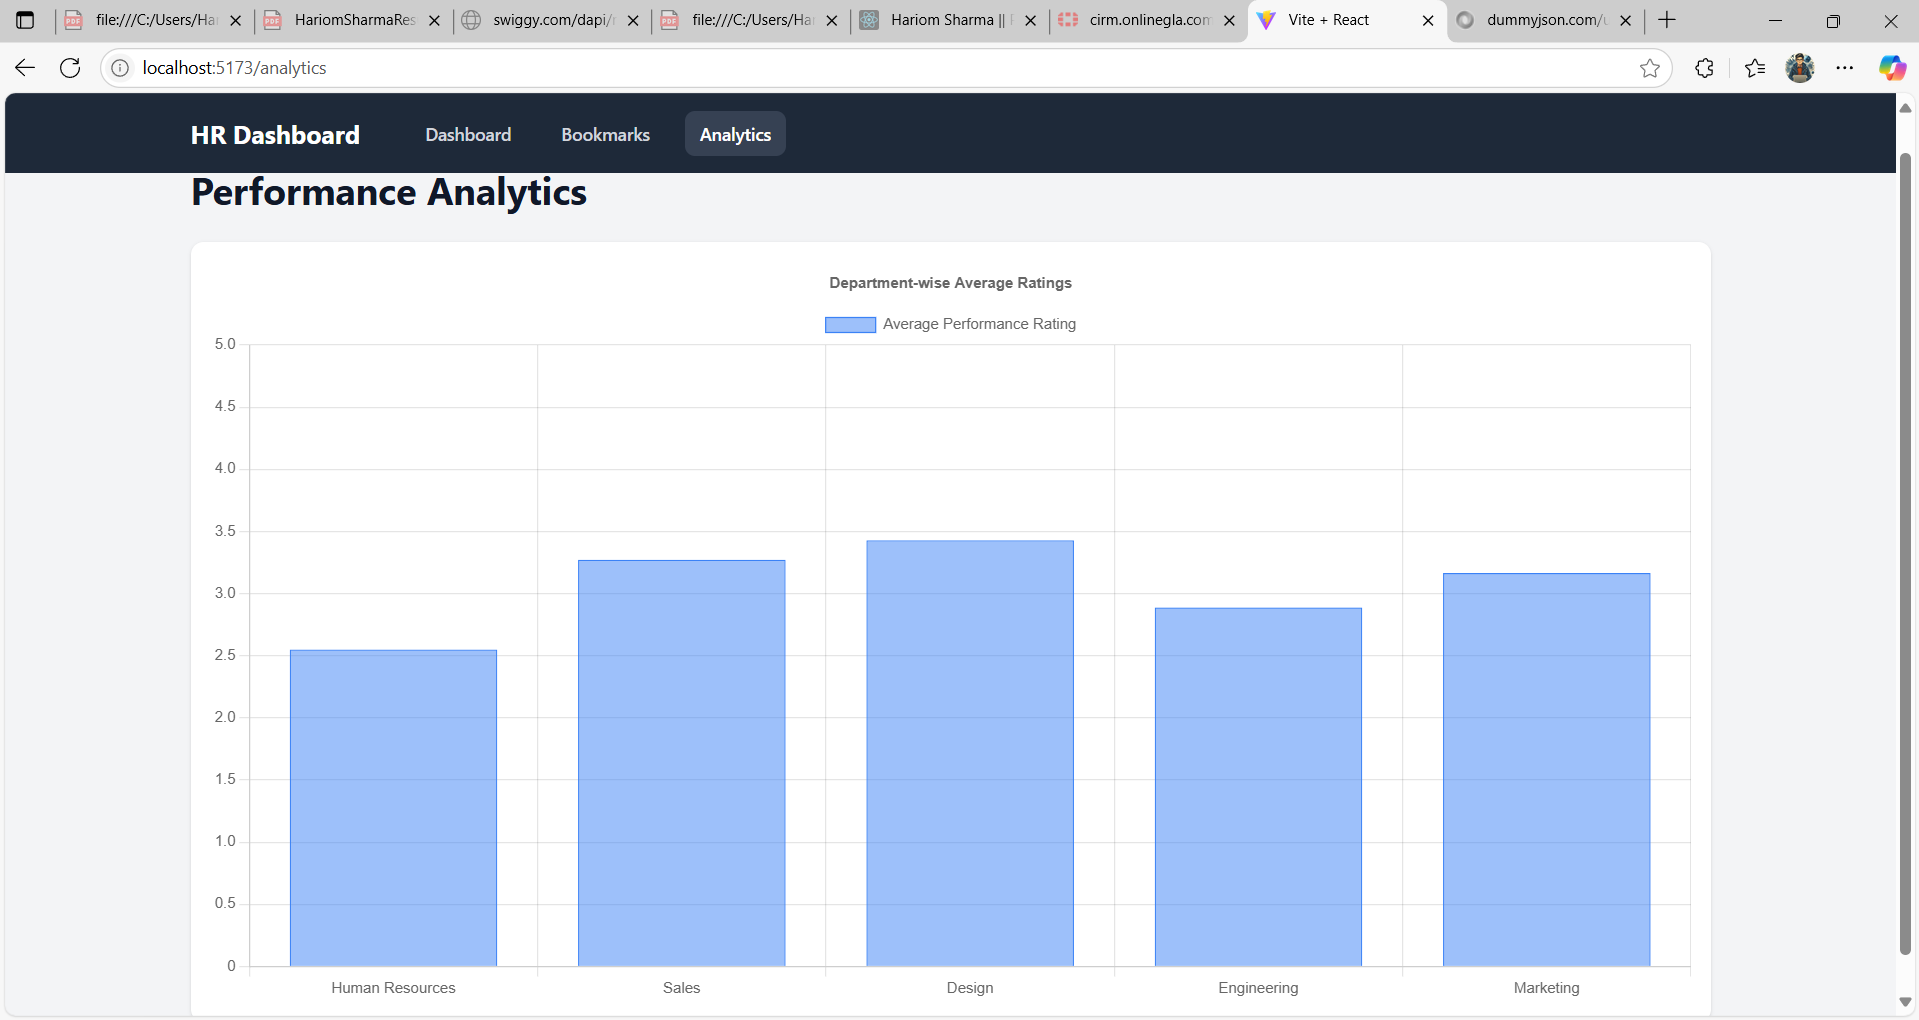 file:///C:/Users/Har
HariomSharmaRes
swiggy.com/dapi/
file:///C:/Users/Har
Hariom Sharma ||
cirm.onlinegla.com
Vite + React
dummyjson.com/u
localhost:5173/analytics
HR Dashboard
Dashboard
Bookmarks
Analytics
Performance Analytics
Department-wise Average Ratings
Average Performance Rating
5.0
4.5
4.0
3.5
3.0
2.5
2.0
1.5
1.0
0.5
0
Human Resources
Sales
Design
Engineering
Marketing